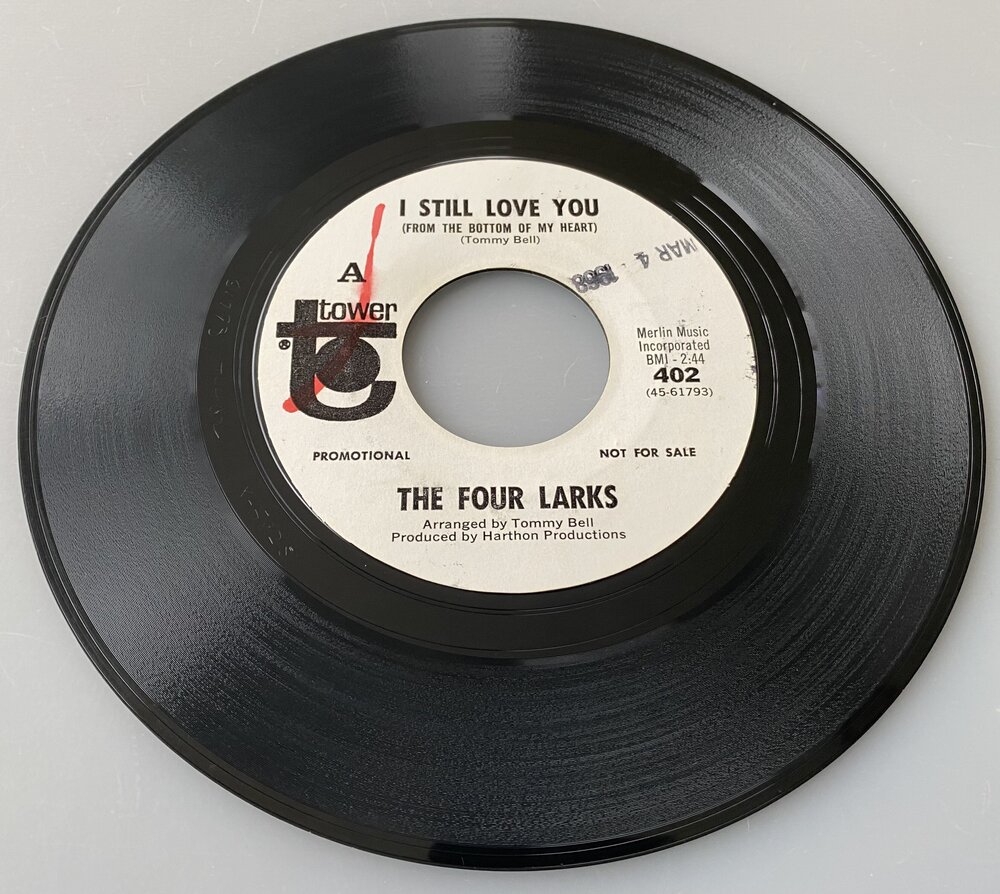 I STILL LOVE YOU
(FROM THE BOTTOM OF MY HEART)
(Tommy Bell)
MAR 4 1968
A
tower
®
Merlin Music
Incorporated
BMI - 2:44
402
(45-61793)
PROMOTIONAL
NOT FOR SALE
THE FOUR LARKS
Arranged by Tommy Bell
Produced by Harthon Productions